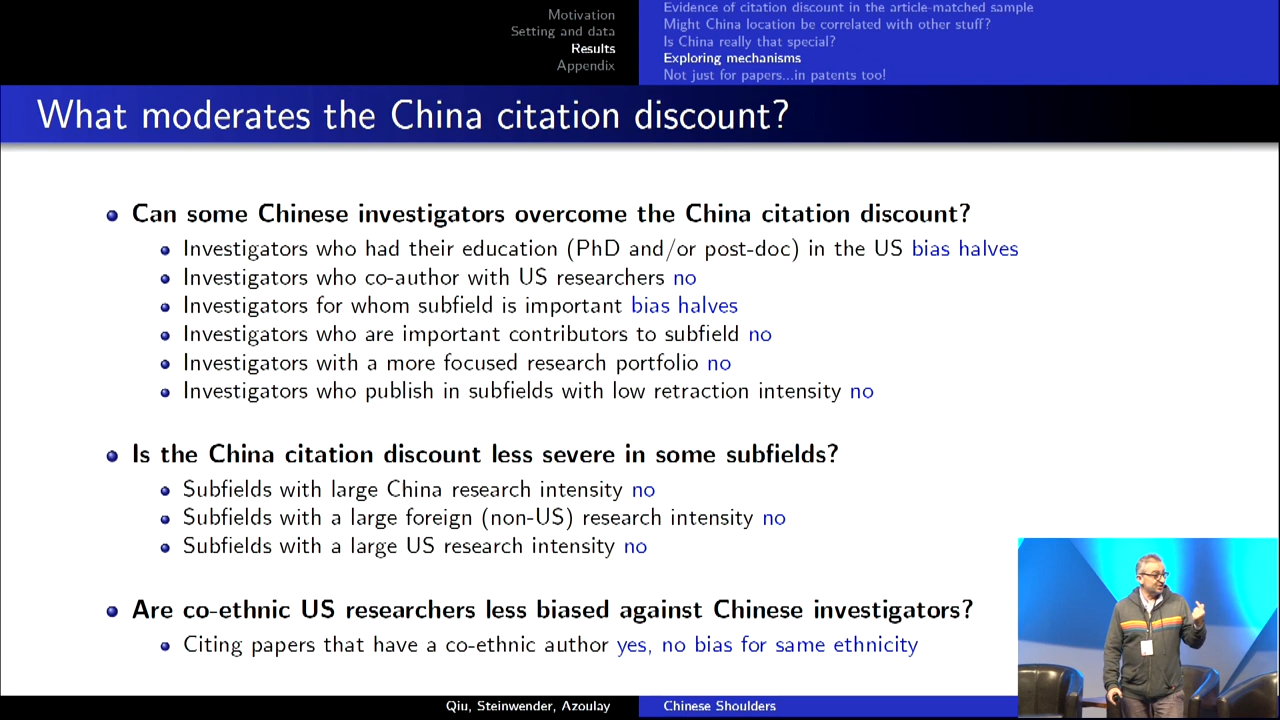 Motivation
Setting and data
Results
Appendix
Evidence of citation discount in the article-matched sample
Might China location be correlated with other stuff?
Is China really that special?
Exploring mechanisms
Not just for papers...in patents too!
What moderates the China citation discount?
Can some Chinese investigators overcome the China citation discount?
Investigators who had their education (PhD and/or post-doc) in the US bias halves
Investigators who co-author with US researchers no
Investigators for whom subfield is important bias halves
Investigators who are important contributors to subfield no
Investigators with a more focused research portfolio no
Investigators who publish in subfields with low retraction intensity no
Is the China citation discount less severe in some subfields?
Subfields with large China research intensity no
Subfields with a large foreign (non-US) research intensity no
Subfields with a large US research intensity no
Are co-ethnic US researchers less biased against Chinese investigators?
Citing papers that have a co-ethnic author yes, no bias for same ethnicity
Qiu, Steinwender, Azoulay
Chinese Shoulders